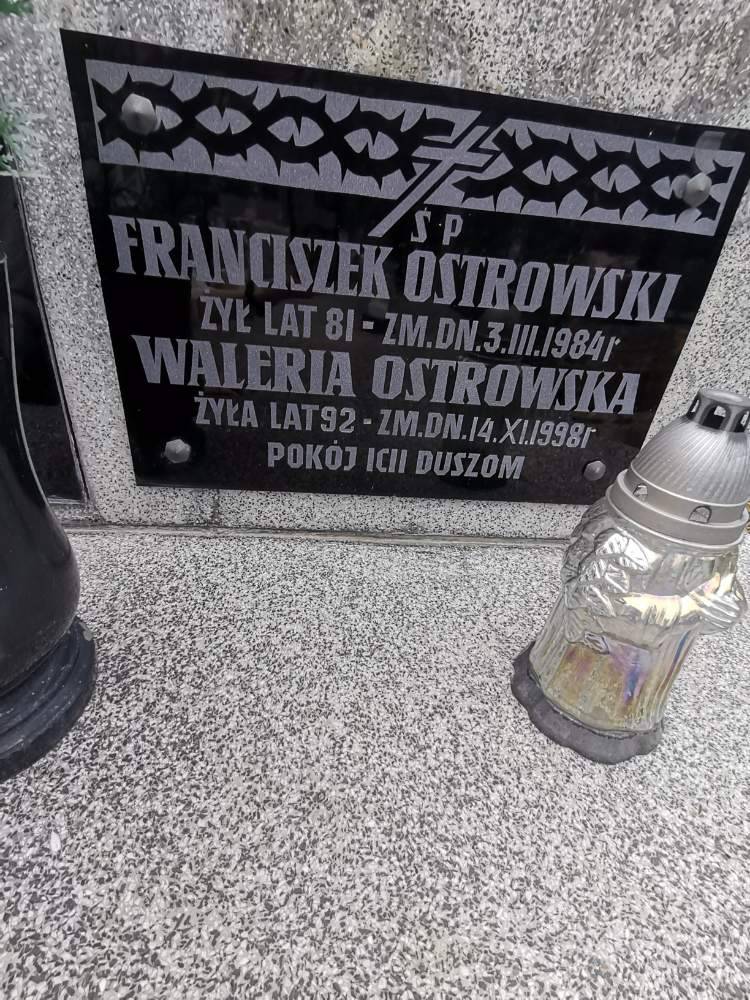 Ś P
FRANCISZEK OSTROWSKI
ŻYŁ LAT 81 - ZM.DN.3.III.1984r
WALERIA OSTROWSKA
ŻYŁA LAT 92 - ZM.DN.14.XI.1998r
POKÓJ ICH DUSZOM